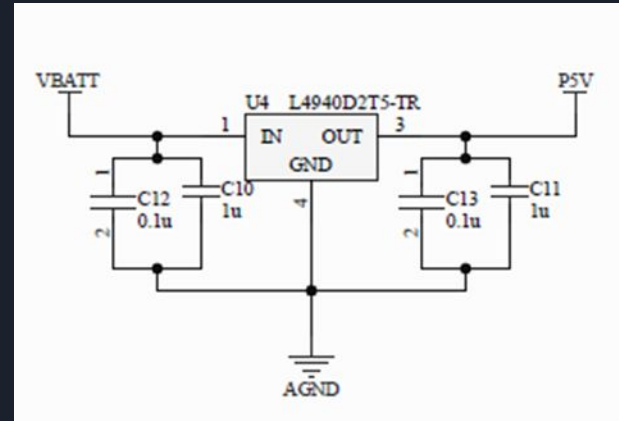 VBATT
P5V
U4 L4940D2T5-TR
1
IN OUT
3
GND
4
1
C12
0.1u
2
C10
1u
1
C13
0.1u
2
C11
1u
AGND